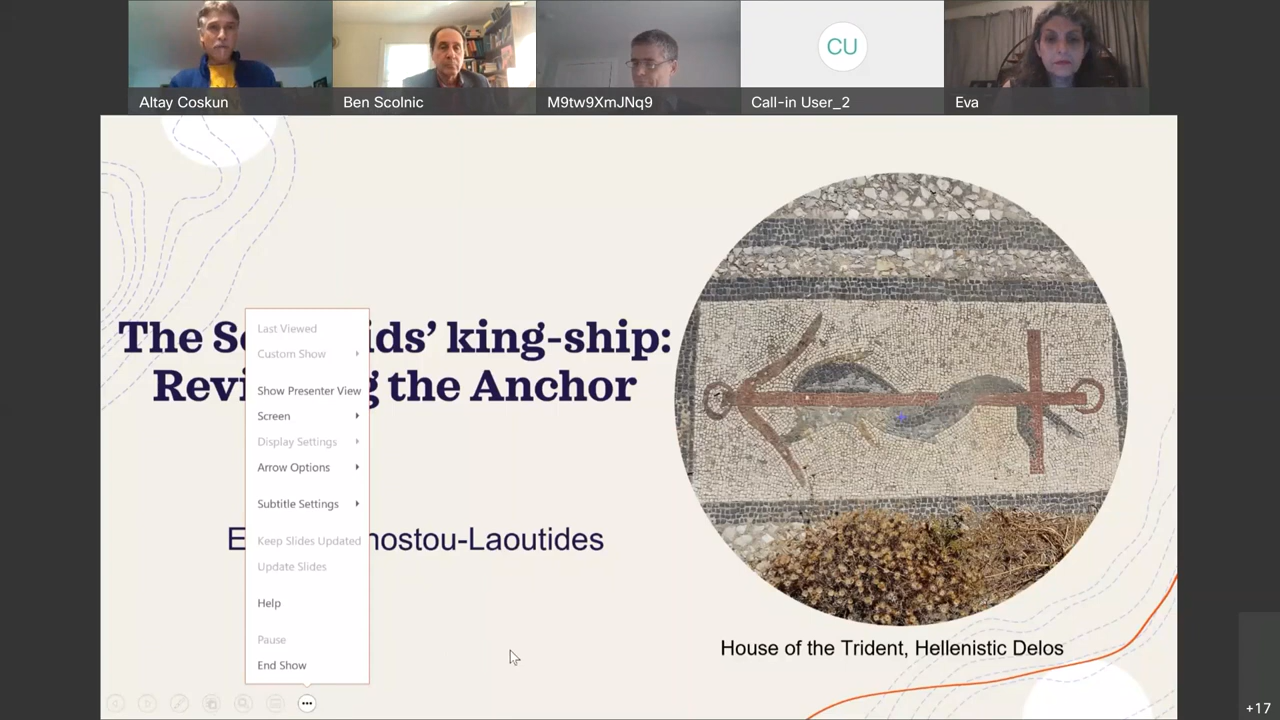 Altay Coskun
Ben Scolnic
M9tw9XmJNq9
CU
Call-in User_2
Eva
The Se ids' king-ship:
Revi g the Anchor
E nostou-Laoutides
Last Viewed
Custom Show
Show Presenter View
Screen
Display Settings
Arrow Options
Subtitle Settings
Keep Slides Updated
Update Slides
Help
Pause
End Show
House of the Trident, Hellenistic Delos
+17